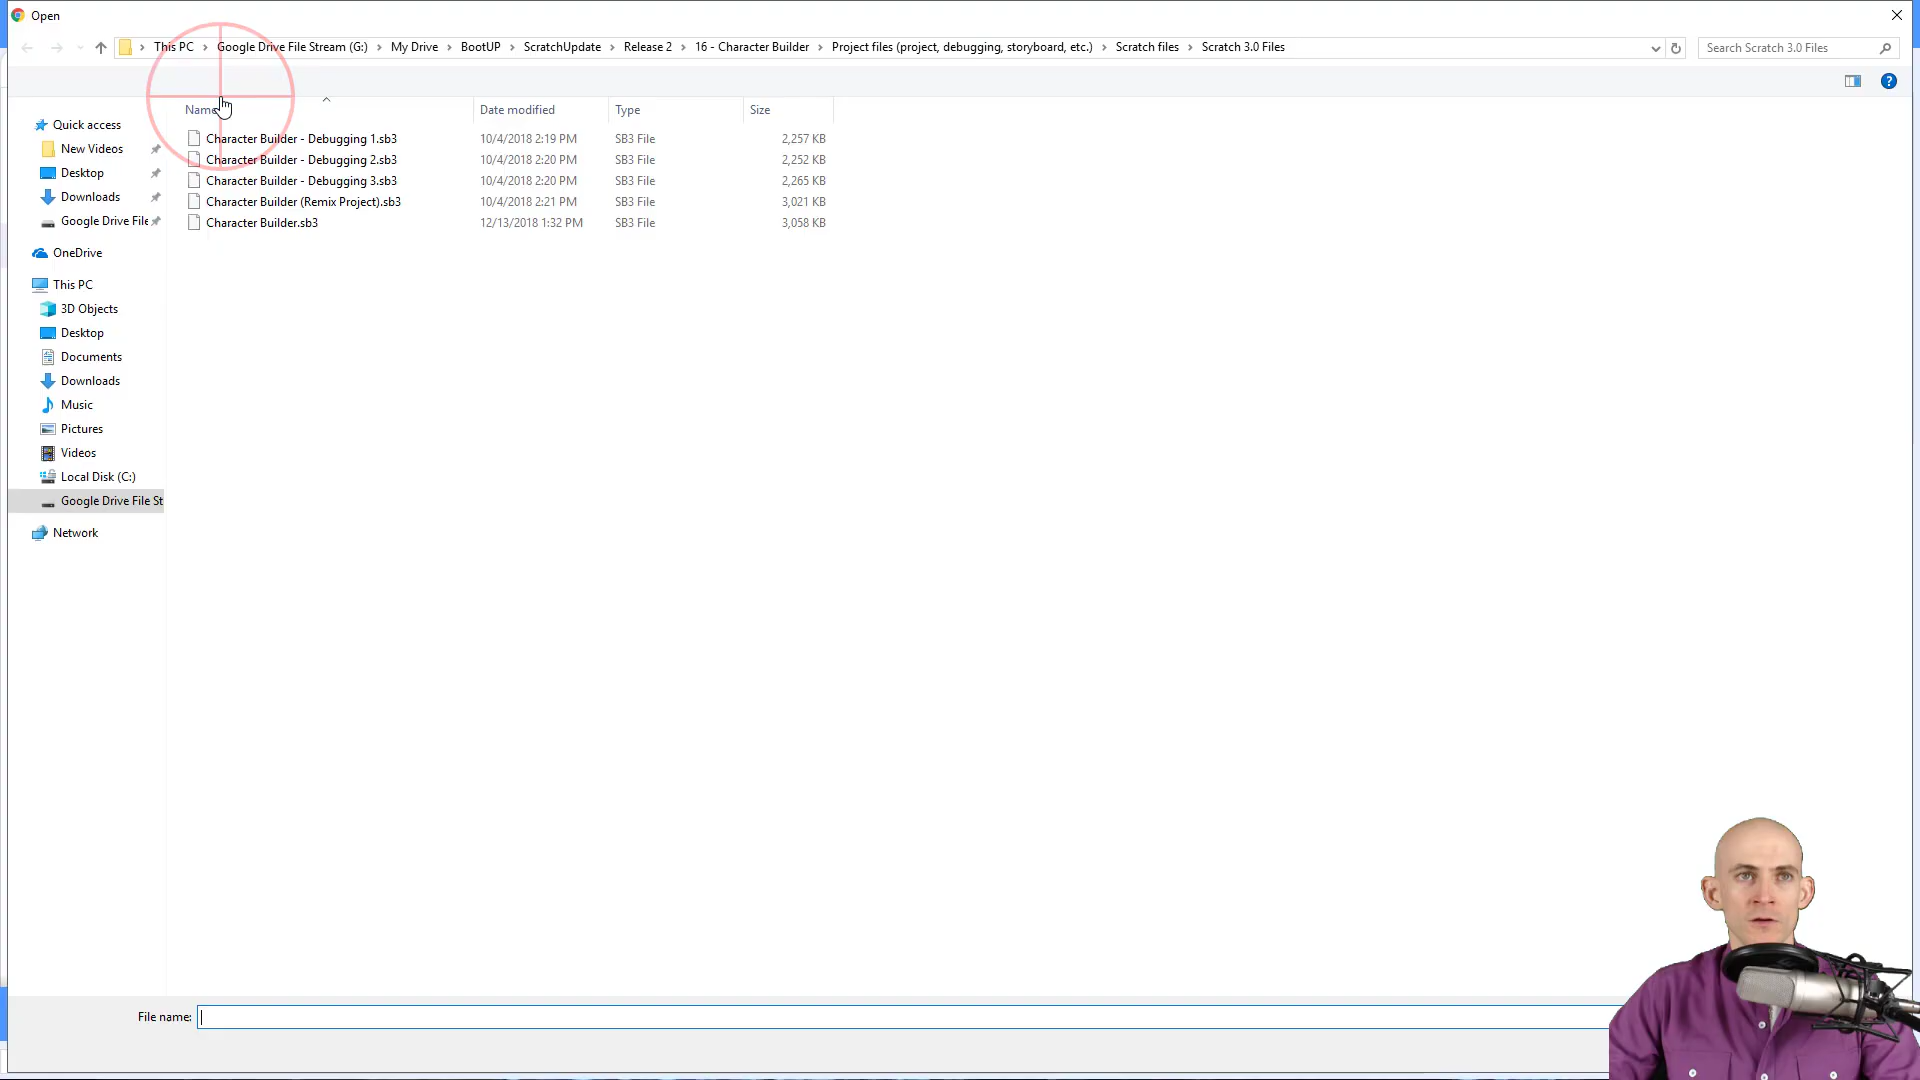 Open
This PC > Google Drive File Stream (G:) > My Drive > BootUP > ScratchUpdate > Release 2 > 16 - Character Builder > Project files (project, debugging, storyboard, etc.) > Scratch files > Scratch 3.0 Files
Search Scratch 3.0 Files
Name Date modified Type Size
Character Builder - Debugging 1.sb3 10/4/2018 2:19 PM SB3 File 2,257 KB
Character Builder - Debugging 2.sb3 10/4/2018 2:20 PM SB3 File 2,252 KB
Character Builder - Debugging 3.sb3 10/4/2018 2:20 PM SB3 File 2,265 KB
Character Builder (Remix Project).sb3 10/4/2018 2:21 PM SB3 File 3,021 KB
Character Builder.sb3 12/13/2018 1:32 PM SB3 File 3,058 KB
Quick access
New Videos
Desktop
Downloads
Google Drive File
OneDrive
This PC
3D Objects
Desktop
Documents
Downloads
Music
Pictures
Videos
Local Disk (C:)
Google Drive File St
Network
File name: